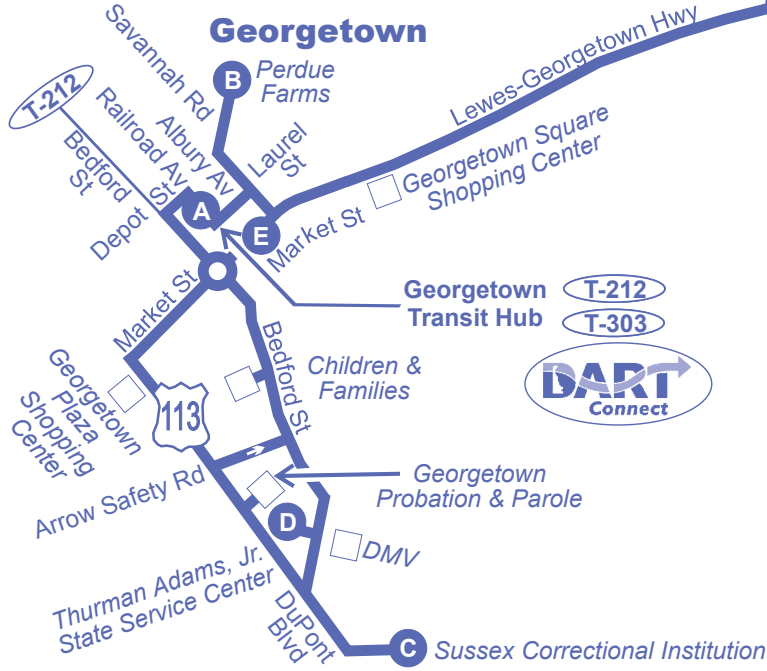 Georgetown
Savannah Rd
B
Perdue
Farms
Lewes-Georgetown Hwy
T-212
Railroad Av
Albury Av
Laurel
St
Bedford
St
Depot
St
A
E
Market St
Georgetown Square
Shopping Center
Market St
Georgetown
Transit Hub
T-212
T-303
DART
Connect
Bedford St
Children &
Families
Georgetown
Plaza
Shopping
Center
113
Arrow Safety Rd
Georgetown
Probation & Parole
D
DMV
Thurman Adams, Jr.
State Service Center
DuPont
Blvd
C
Sussex Correctional Institution